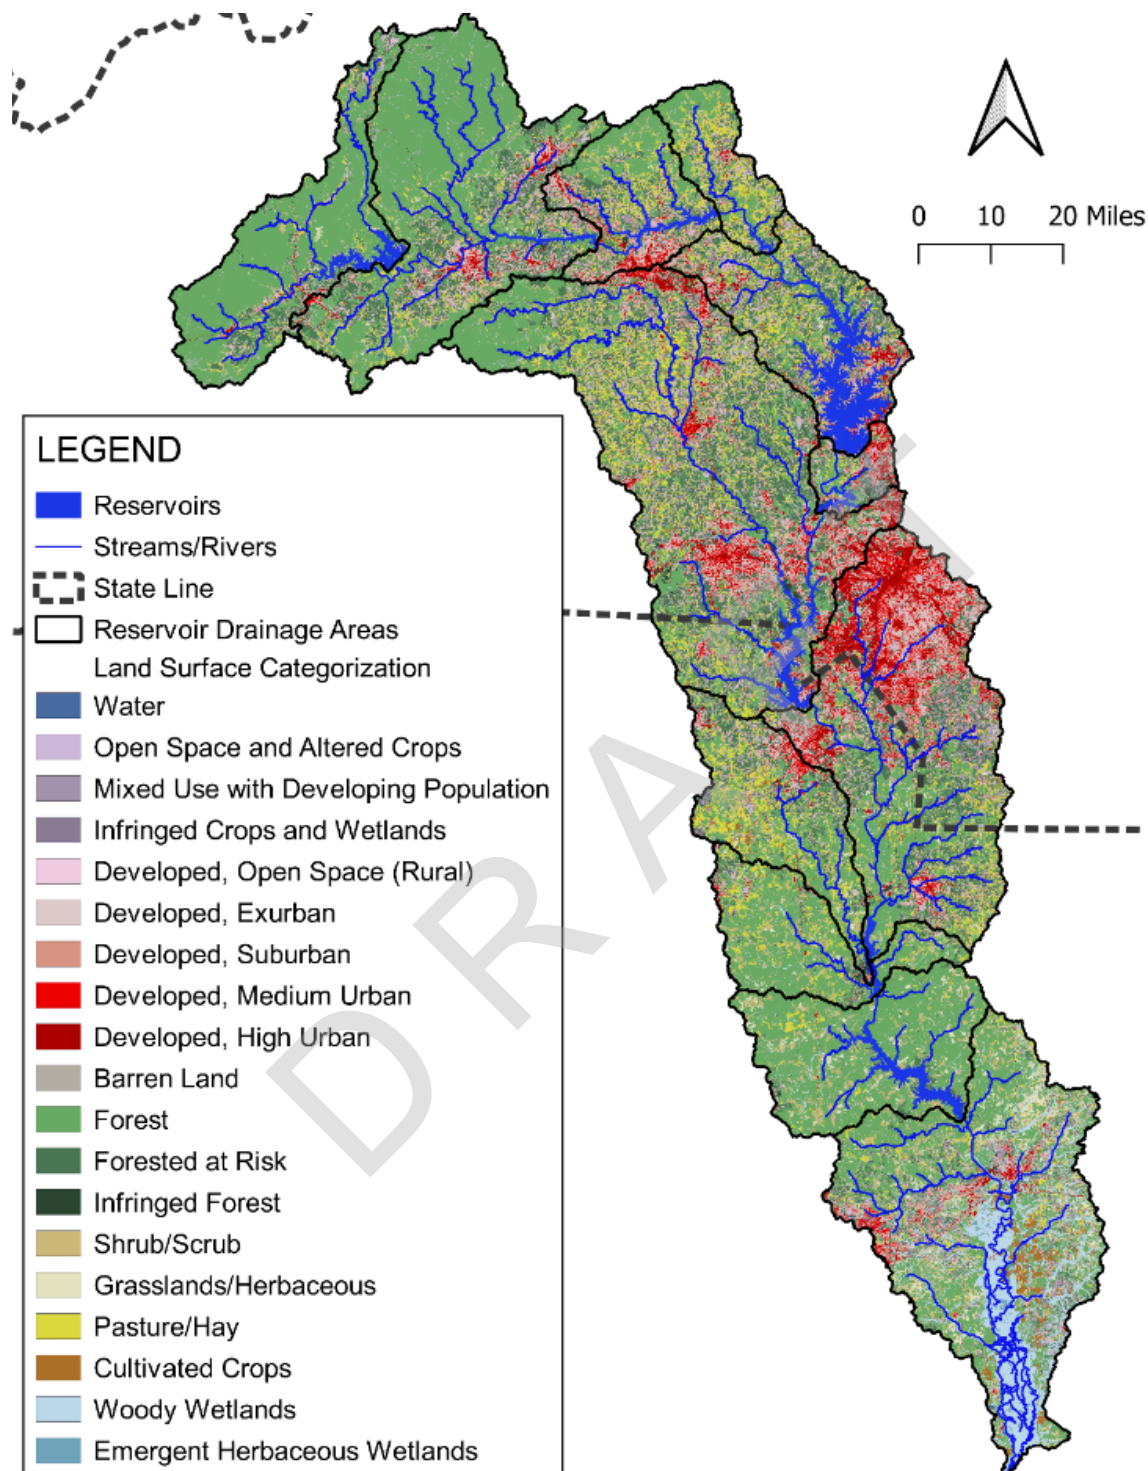 0 10 20 Miles
LEGEND
Reservoirs
Streams/Rivers
State Line
Reservoir Drainage Areas
Land Surface Categorization
Water
Open Space and Altered Crops
Mixed Use with Developing Population
Infringed Crops and Wetlands
Developed, Open Space (Rural)
Developed, Exurban
Developed, Suburban
Developed, Medium Urban
Developed, High Urban
Barren Land
Forest
Forested at Risk
Infringed Forest
Shrub/Scrub
Grasslands/Herbaceous
Pasture/Hay
Cultivated Crops
Woody Wetlands
Emergent Herbaceous Wetlands
DRAFT